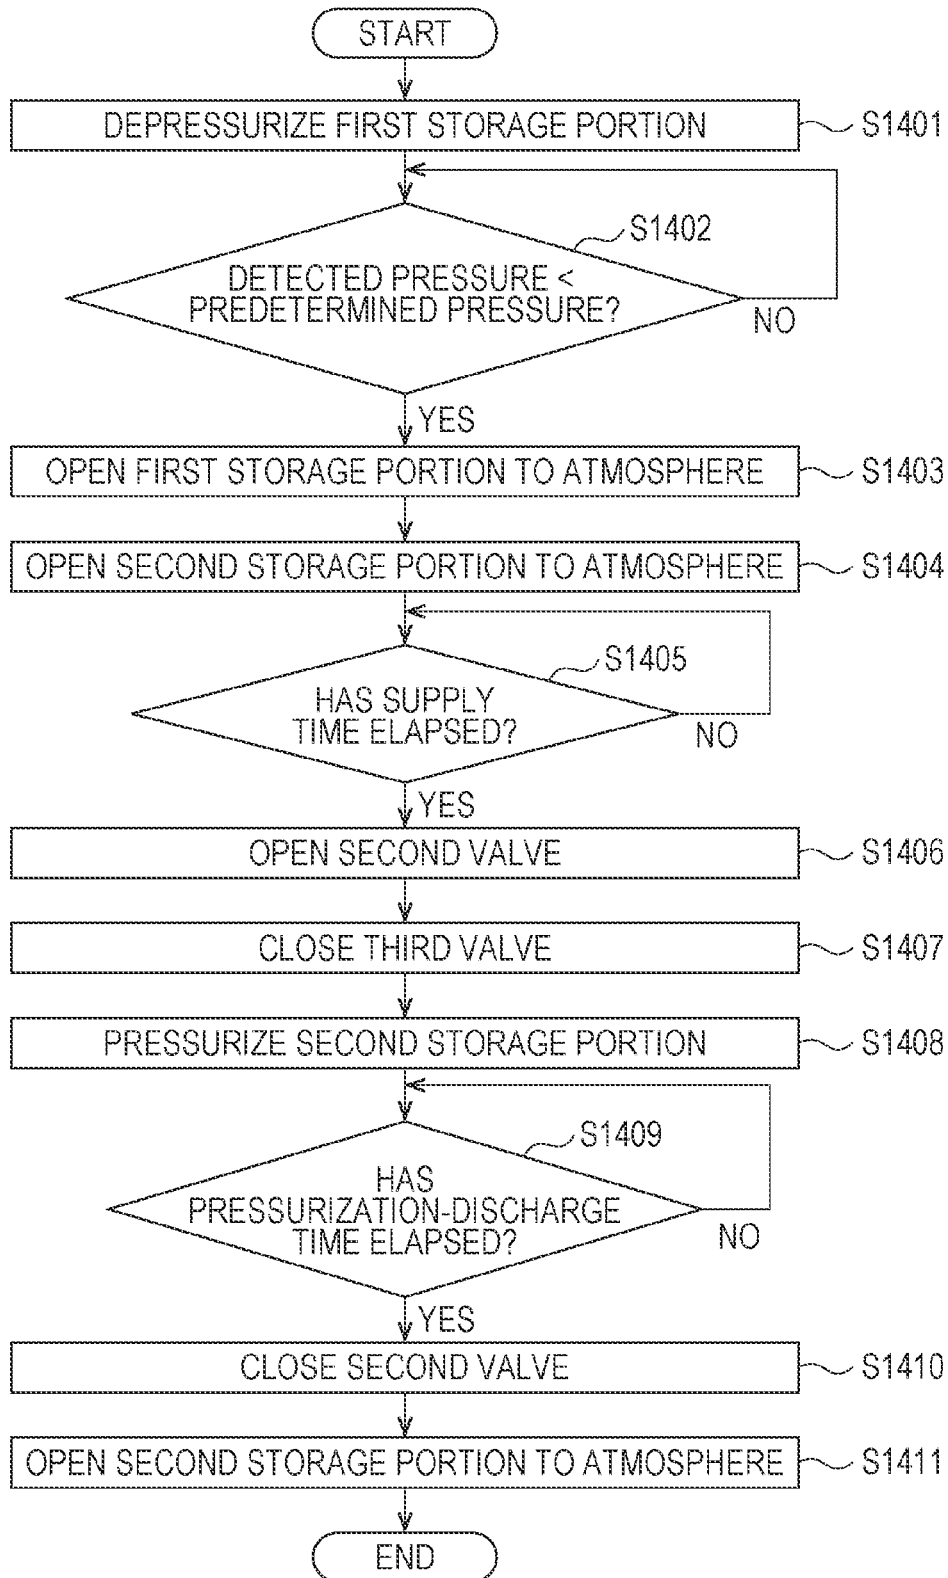 START
DEPRESSURIZE FIRST STORAGE PORTION
S1401
S1402
DETECTED PRESSURE <
PREDETERMINED PRESSURE?
NO
YES
OPEN FIRST STORAGE PORTION TO ATMOSPHERE
S1403
OPEN SECOND STORAGE PORTION TO ATMOSPHERE
S1404
S1405
HAS SUPPLY
TIME ELAPSED?
NO
YES
OPEN SECOND VALVE
S1406
CLOSE THIRD VALVE
S1407
PRESSURIZE SECOND STORAGE PORTION
S1408
S1409
HAS
PRESSURIZATION-DISCHARGE
TIME ELAPSED?
NO
YES
CLOSE SECOND VALVE
S1410
OPEN SECOND STORAGE PORTION TO ATMOSPHERE
S1411
END